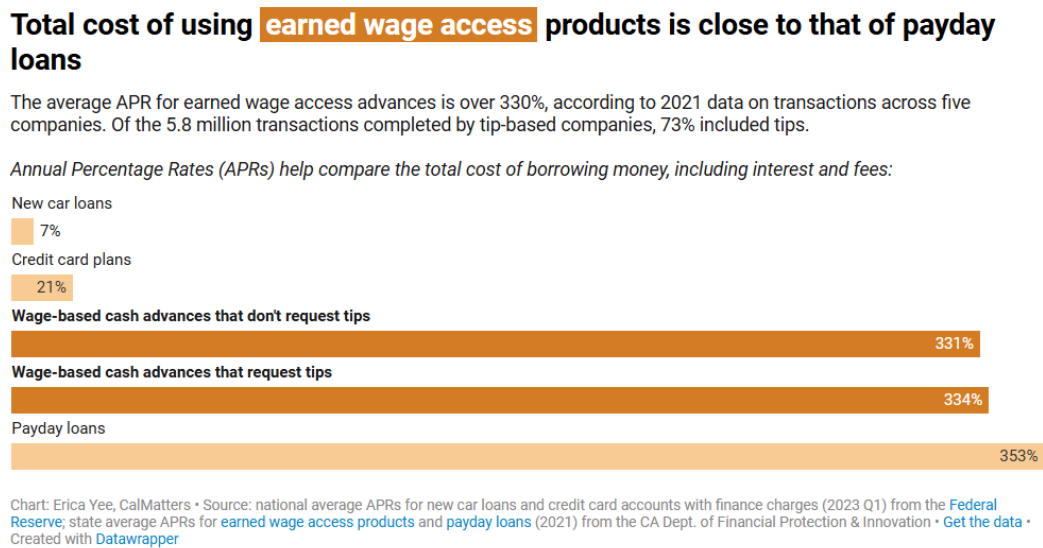 Total cost of using earned wage access products is close to that of payday
loans
The average APR for earned wage access advances is over 330%, according to 2021 data on transactions across five
companies. Of the 5.8 million transactions completed by tip-based companies, 73% included tips.
Annual Percentage Rates (APRs) help compare the total cost of borrowing money, including interest and fees:
New car loans
7%
Credit card plans
21%
Wage-based cash advances that don't request tips
331%
Wage-based cash advances that request tips
334%
Payday loans
353%
Chart: Erica Yee, CalMatters • Source: national average APRs for new car loans and credit card accounts with finance charges (2023 Q1) from the Federal
Reserve; state average APRs for earned wage access products and payday loans (2021) from the CA Dept. of Financial Protection & Innovation • Get the data •
Created with Datawrapper